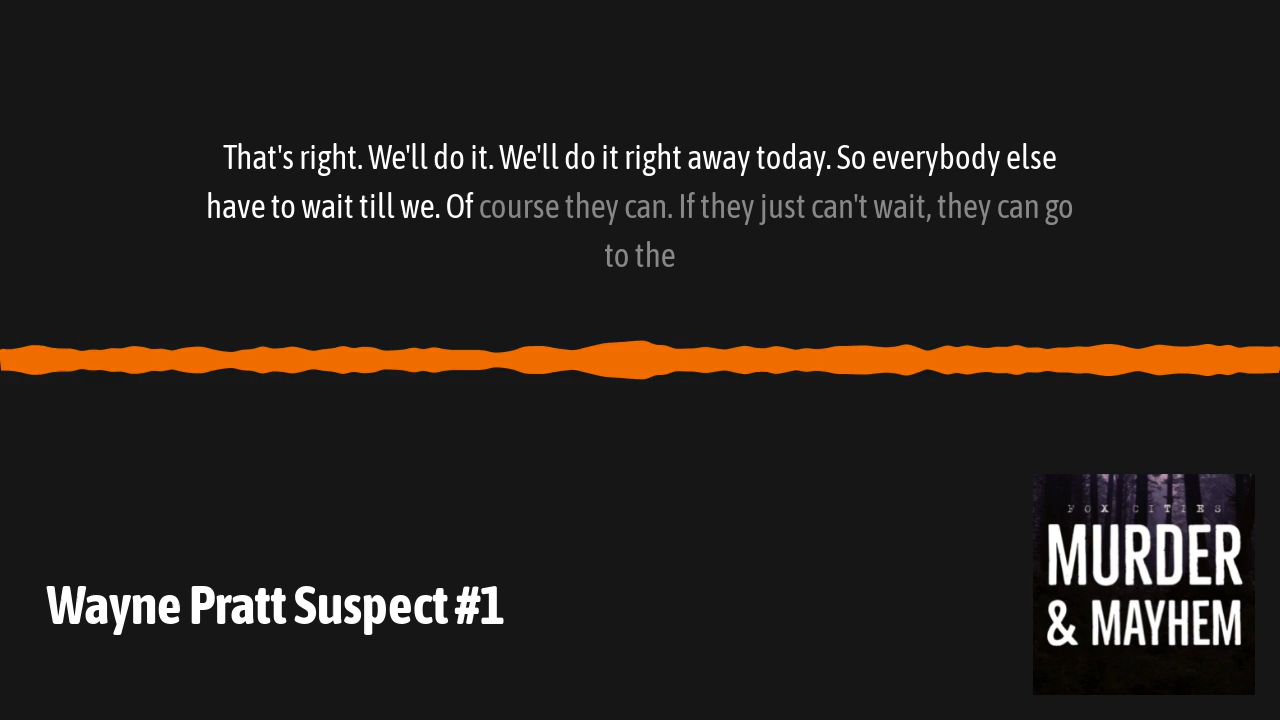 That's right. We'll do it. We'll do it right away today. So everybody else
have to wait till we. Of course they can. If they just can't wait, they can go
to the
Wayne Pratt Suspect #1
FOX CITIES
MURDER
& MAYHEM